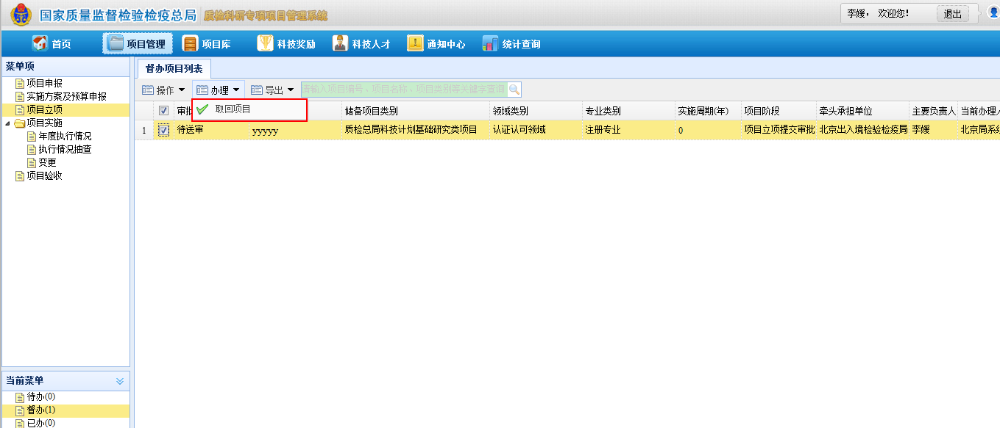 国家质量监督检验检疫总局 质检科研专项项目管理系统
李媛， 欢迎您! 退出
首页 项目管理 项目库 科技奖励 科技人才 通知中心 统计查询
菜单项
项目申报
实施方案及预算申报
项目立项
项目实施
年度执行情况
执行情况抽查
变更
项目验收
督办项目列表
操作 办理 导出 请输入项目编号、项目名称、项目类别等关键字查询
取回项目
审批 储备项目类别 领域类别 专业类别 实施周期(年) 项目阶段 牵头承担单位 主要负责人 当前办理人
1 待送审 yyyyy 质检总局科技计划基础研究类项目 认证认可领域 注册专业 0 项目立项提交审批 北京出入境检验检疫局 李媛 北京局系统
当前菜单
待办(0)
督办(1)
已办(0)